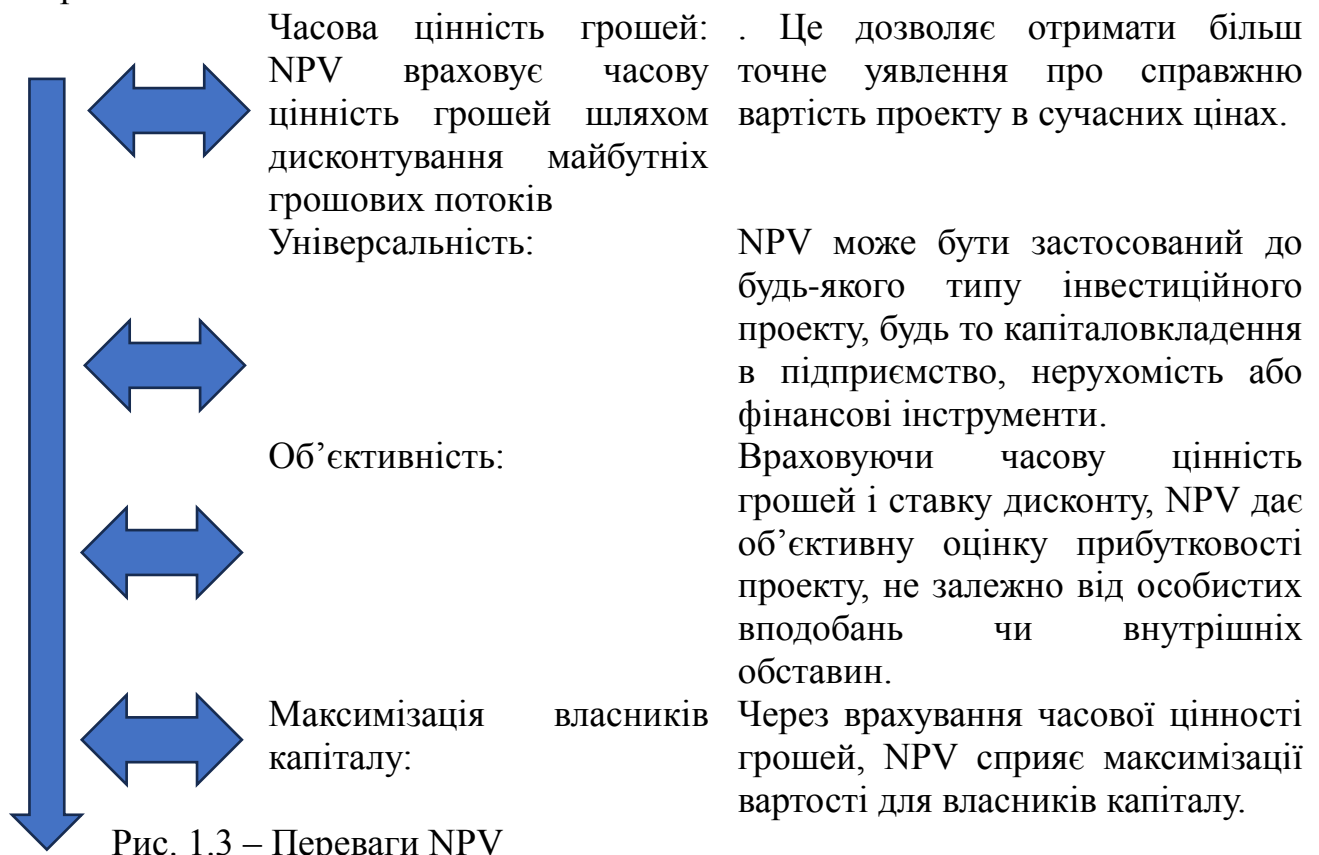 Часова цінність грошей:
NPV враховує часову
цінність грошей шляхом
дисконтування майбутніх
грошових потоків
. Це дозволяє отримати більш
точне уявлення про справжню
вартість проекту в сучасних цінах.
Універсальність:
NPV може бути застосований до
будь-якого типу інвестиційного
проекту, будь то капіталовкладення
в підприємство, нерухомість або
фінансові інструменти.
Об’єктивність:
Враховуючи часову цінність
грошей і ставку дисконту, NPV дає
об’єктивну оцінку прибутковості
проекту, не залежно від особистих
вподобань чи внутрішніх
обставин.
Максимізація власників
капіталу:
Через врахування часової цінності
грошей, NPV сприяє максимізації
вартості для власників капіталу.
Рис. 1.3 – Переваги NPV